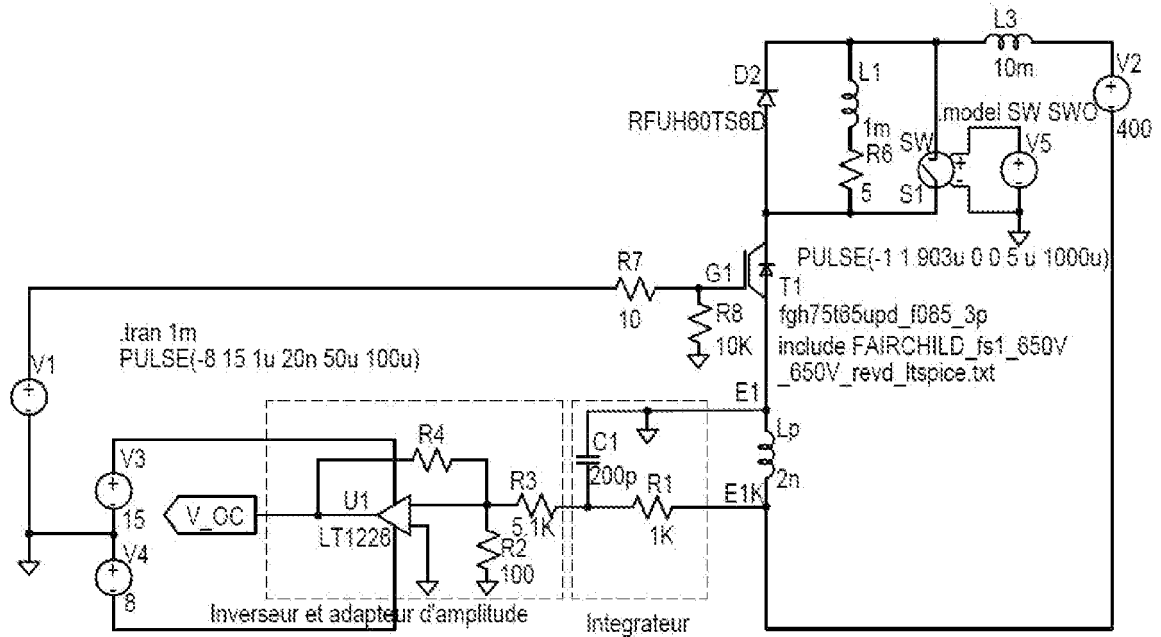 L3
10m
V2
400
D2
RFUH60TS6D
L1
1m
R6
5
.model SW SWO
SW
S1
V5
PULSE(-1 1 903u 0 0 5 u 1000u)
R7
10
G1
T1
R8
10K
fgh75t65upd_f085_3p
include FAIRCHILD_fs1_650V
_650V_revd_ltspice.txt
.tran 1m
PULSE(-8 15 1u 20n 50u 100u)
V1
E1
Lp
2n
E1K
C1
200p
R1
1K
R4
R3
5.1K
R2
100
U1
LT1226
V_OC
V3
15
V4
8
Inverseur et adapteur d'amplitude
Integrateur